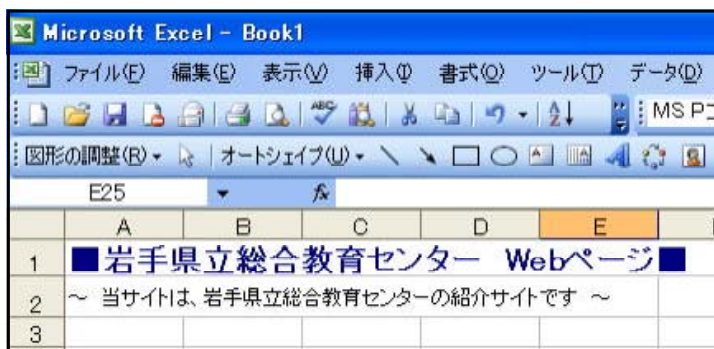 Microsoft Excel - Book1
ファイル(F) 編集(E) 表示(V) 挿入(I) 書式(O) ツール(T) データ(D)
ABC A Z MS P
図形の調整(R) オートシェイプ(U) A
E25 fx
A B C D E
1 ■岩手県立総合教育センター Webページ■
2 ～ 当サイトは、岩手県立総合教育センターの紹介サイトです ～
3